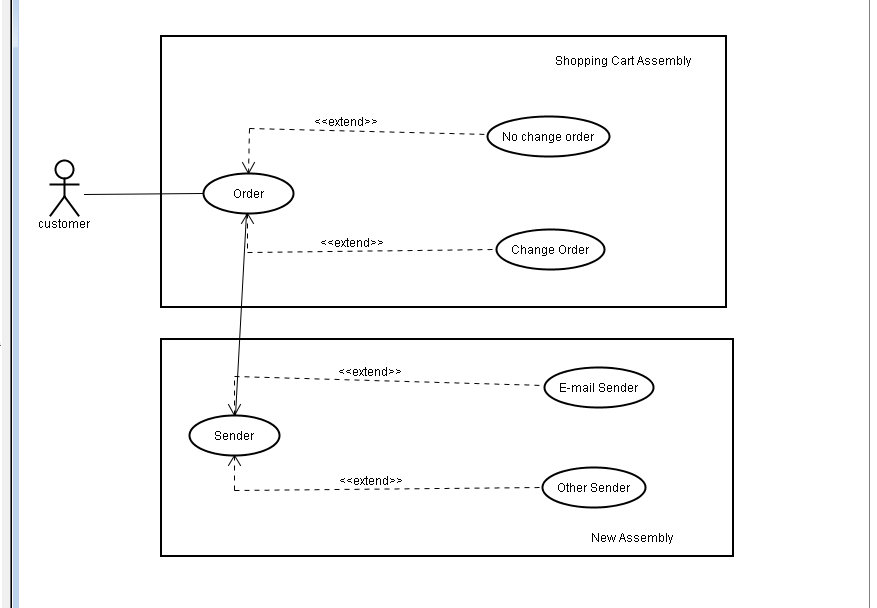 Shopping Cart Assembly
<<extend>>
No change order
Order
customer
<<extend>>
Change Order
<<extend>>
E-mail Sender
Sender
<<extend>>
Other Sender
New Assembly